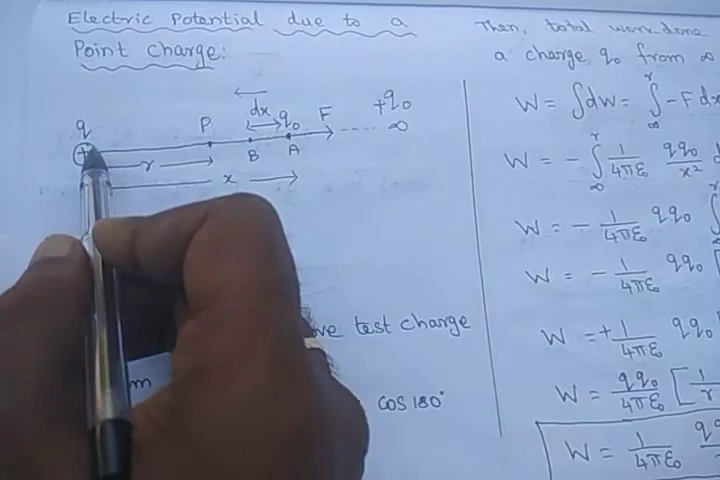 Electric Potential due to a
Point charge:
q
P
dx
q₀
F
+q₀
∞
B
A
r
x
ve test charge
m
cos 180°
Then, total work done
a charge q₀ from ∞
W = ∫dW = ∫ r ∞ -F dx
W = - ∫ r ∞ 1/4πε₀ qq₀/x²
W = - 1/4πε₀ qq₀ ∫
W = - 1/4πε₀ qq₀ [
W = + 1/4πε₀ qq₀
W = qq₀/4πε₀ [ 1/r
W = 1/4πε₀